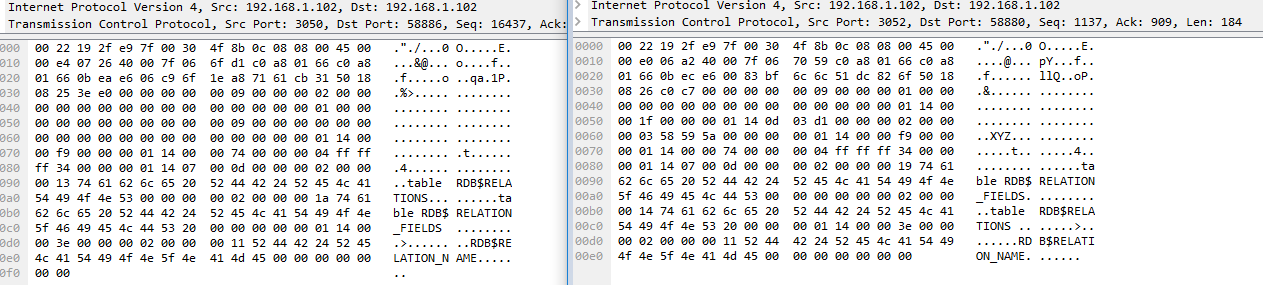 Internet Protocol Version 4, Src: 192.168.1.102, Dst: 192.168.1.102
Transmission Control Protocol, Src Port: 3050, Dst Port: 58886, Seq: 16437, Ack:
000 00 22 19 2f e9 7f 00 30 4f 8b 0c 08 08 00 45 00 ."./...0 O.....E.
010 00 e4 07 26 40 00 7f 06 6f d1 c0 a8 01 66 c0 a8 ...&@... o....f..
020 01 66 0b ea e6 06 c9 6f 1e a8 71 61 cb 31 50 18 .f.....o ..qa.1P.
030 08 25 3e e0 00 00 00 00 00 09 00 00 00 02 00 00 .%>..... ........
040 00 00 00 00 00 00 00 00 00 00 00 00 00 01 00 00 ........ ........
050 00 00 00 00 00 00 00 00 00 09 00 00 00 00 00 00 ........ ........
060 00 00 00 00 00 00 00 00 00 00 00 00 00 01 14 00 ........ ........
070 00 f9 00 00 00 01 14 00 00 74 00 00 00 04 ff ff ........ .t......
080 ff 34 00 00 00 01 14 07 00 0d 00 00 00 02 00 00 .4...... ........
090 00 13 74 61 62 6c 65 20 52 44 42 24 52 45 4c 41 ..table RDB$RELA
0a0 54 49 4f 4e 53 00 00 00 00 02 00 00 00 1a 74 61 TIONS... ......ta
0b0 62 6c 65 20 52 44 42 24 52 45 4c 41 54 49 4f 4e ble RDB$ RELATION
0c0 5f 46 49 45 4c 44 53 20 00 00 00 00 00 01 14 00 _FIELDS ........
0d0 00 3e 00 00 00 02 00 00 00 11 52 44 42 24 52 45 .>...... ..RDB$RE
0e0 4c 41 54 49 4f 4e 5f 4e 41 4d 45 00 00 00 00 00 LATION_N AME.....
0f0 00 00 ..
Internet Protocol Version 4, Src: 192.168.1.102, Dst: 192.168.1.102
Transmission Control Protocol, Src Port: 3052, Dst Port: 58880, Seq: 1137, Ack: 909, Len: 184
0000 00 22 19 2f e9 7f 00 30 4f 8b 0c 08 08 00 45 00 ."./...0 O.....E.
0010 00 e0 06 a2 40 00 7f 06 70 59 c0 a8 01 66 c0 a8 ....@... pY...f..
0020 01 66 0b ec e6 00 83 bf 6c 6c 51 dc 82 6f 50 18 .f...... llQ..oP.
0030 08 26 c0 c7 00 00 00 00 00 09 00 00 00 01 00 00 .&...... ........
0040 00 00 00 00 00 00 00 00 00 00 00 00 00 01 14 00 ........ ........
0050 00 1f 00 00 00 01 14 0d 03 d1 00 00 00 02 00 00 ........ ........
0060 00 03 58 59 5a 00 00 00 00 01 14 00 00 f9 00 00 ..XYZ... ........
0070 00 01 14 00 00 74 00 00 00 04 ff ff ff 34 00 00 .....t.. .....4..
0080 00 01 14 07 00 0d 00 00 00 02 00 00 00 19 74 61 ........ ......ta
0090 62 6c 65 20 52 44 42 24 52 45 4c 41 54 49 4f 4e ble RDB$ RELATION
00a0 5f 46 49 45 4c 44 53 00 00 00 00 00 00 02 00 00 _FIELDS. ........
00b0 00 14 74 61 62 6c 65 20 52 44 42 24 52 45 4c 41 ..table RDB$RELA
00c0 54 49 4f 4e 53 20 00 00 00 01 14 00 00 3e 00 00 TIONS .. .....>..
00d0 00 02 00 00 00 11 52 44 42 24 52 45 4c 41 54 49 ......RD B$RELATI
00e0 4f 4e 5f 4e 41 4d 45 00 00 00 00 00 00 00 ON_NAME. ......